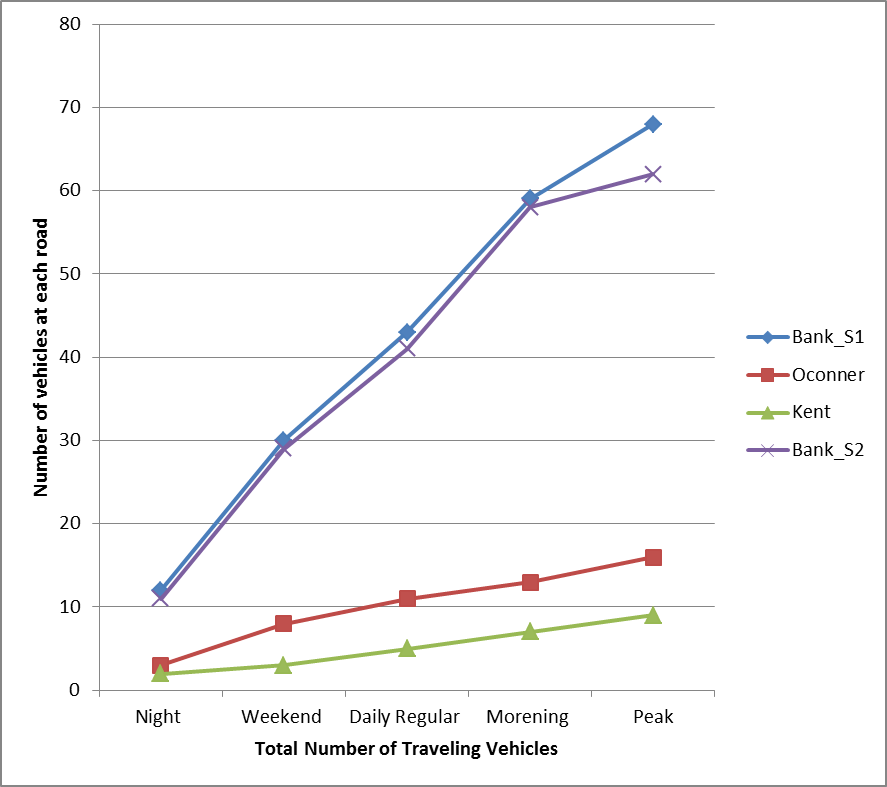 80
70
60
50
40
30
20
10
0
Number of vehicles at each road
Night Weekend Daily Regular Morening Peak
Total Number of Traveling Vehicles
Bank_S1
Oconner
Kent
Bank_S2